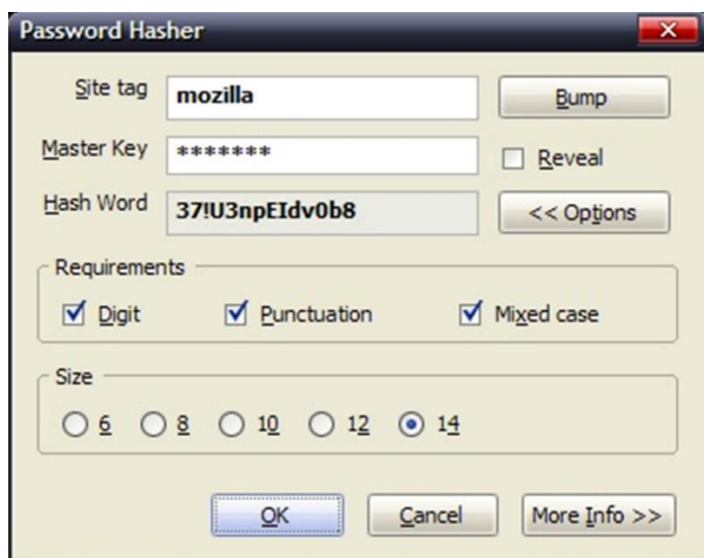 Password Hasher
Site tag mozilla Bump
Master Key ******* Reveal
Hash Word 37!U3npEIdv0b8 << Options
Requirements
Digit Punctuation Mixed case
Size
6 8 10 12 14
OK Cancel More Info >>